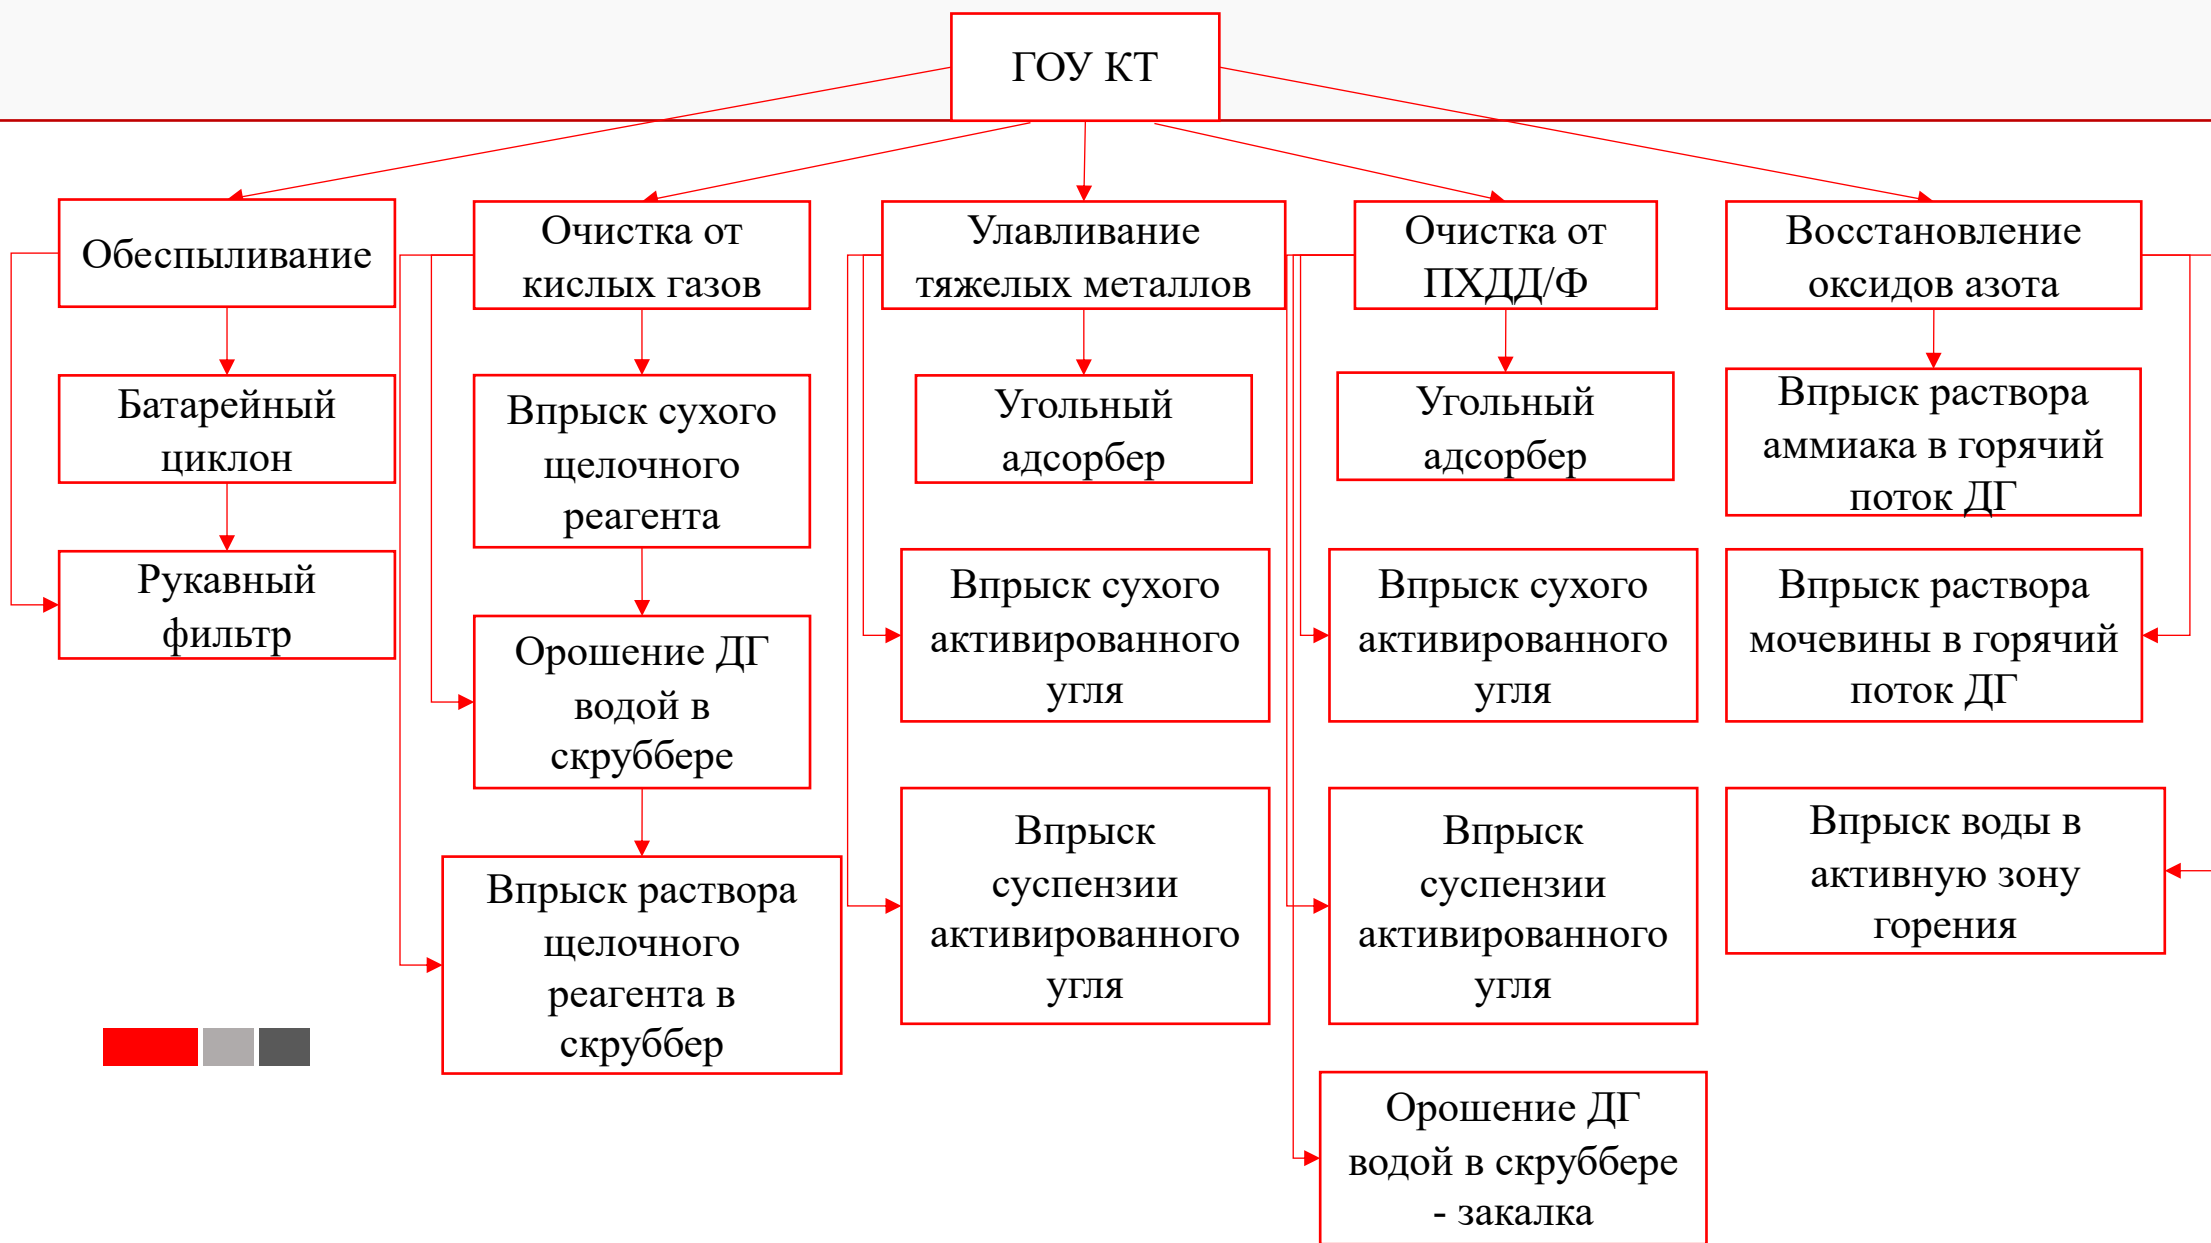 ГОУ КТ
Обеспыливание
Батарейный
циклон
Рукавный
фильтр
Очистка от
кислых газов
Впрыск сухого
щелочного
реагента
Орошение ДГ
водой в
скруббере
Впрыск раствора
щелочного
реагента в
скруббер
Улавливание
тяжелых металлов
Угольный
адсорбер
Впрыск сухого
активированного
угля
Впрыск
суспензии
активированного
угля
Очистка от
ПХДД/Ф
Угольный
адсорбер
Впрыск сухого
активированного
угля
Впрыск
суспензии
активированного
угля
Орошение ДГ
водой в скруббере
- закалка
Восстановление
оксидов азота
Впрыск раствора
аммиака в горячий
поток ДГ
Впрыск раствора
мочевины в горячий
поток ДГ
Впрыск воды в
активную зону
горения